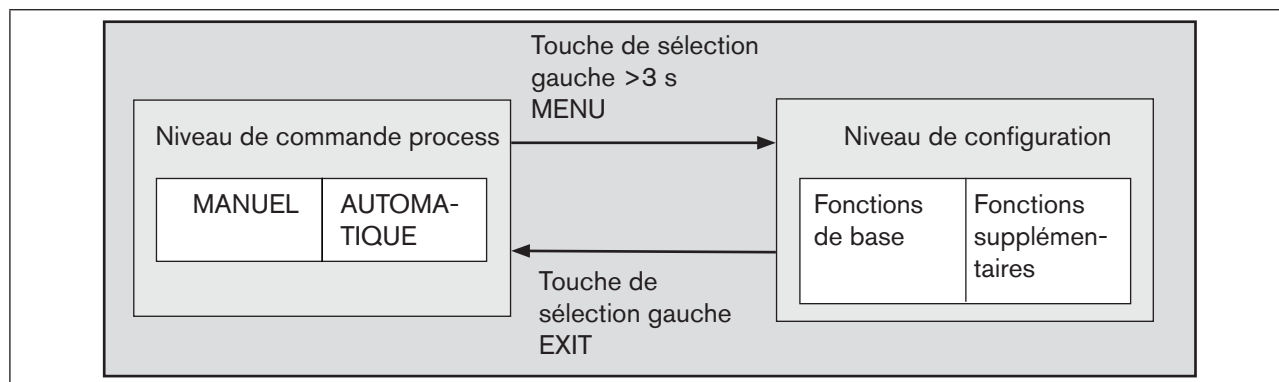 Touche de sélection
gauche >3 s
MENU
Niveau de commande process
MANUEL
AUTOMA-
TIQUE
Niveau de configuration
Fonctions
de base
Fonctions
supplémen-
taires
Touche de
sélection gauche
EXIT